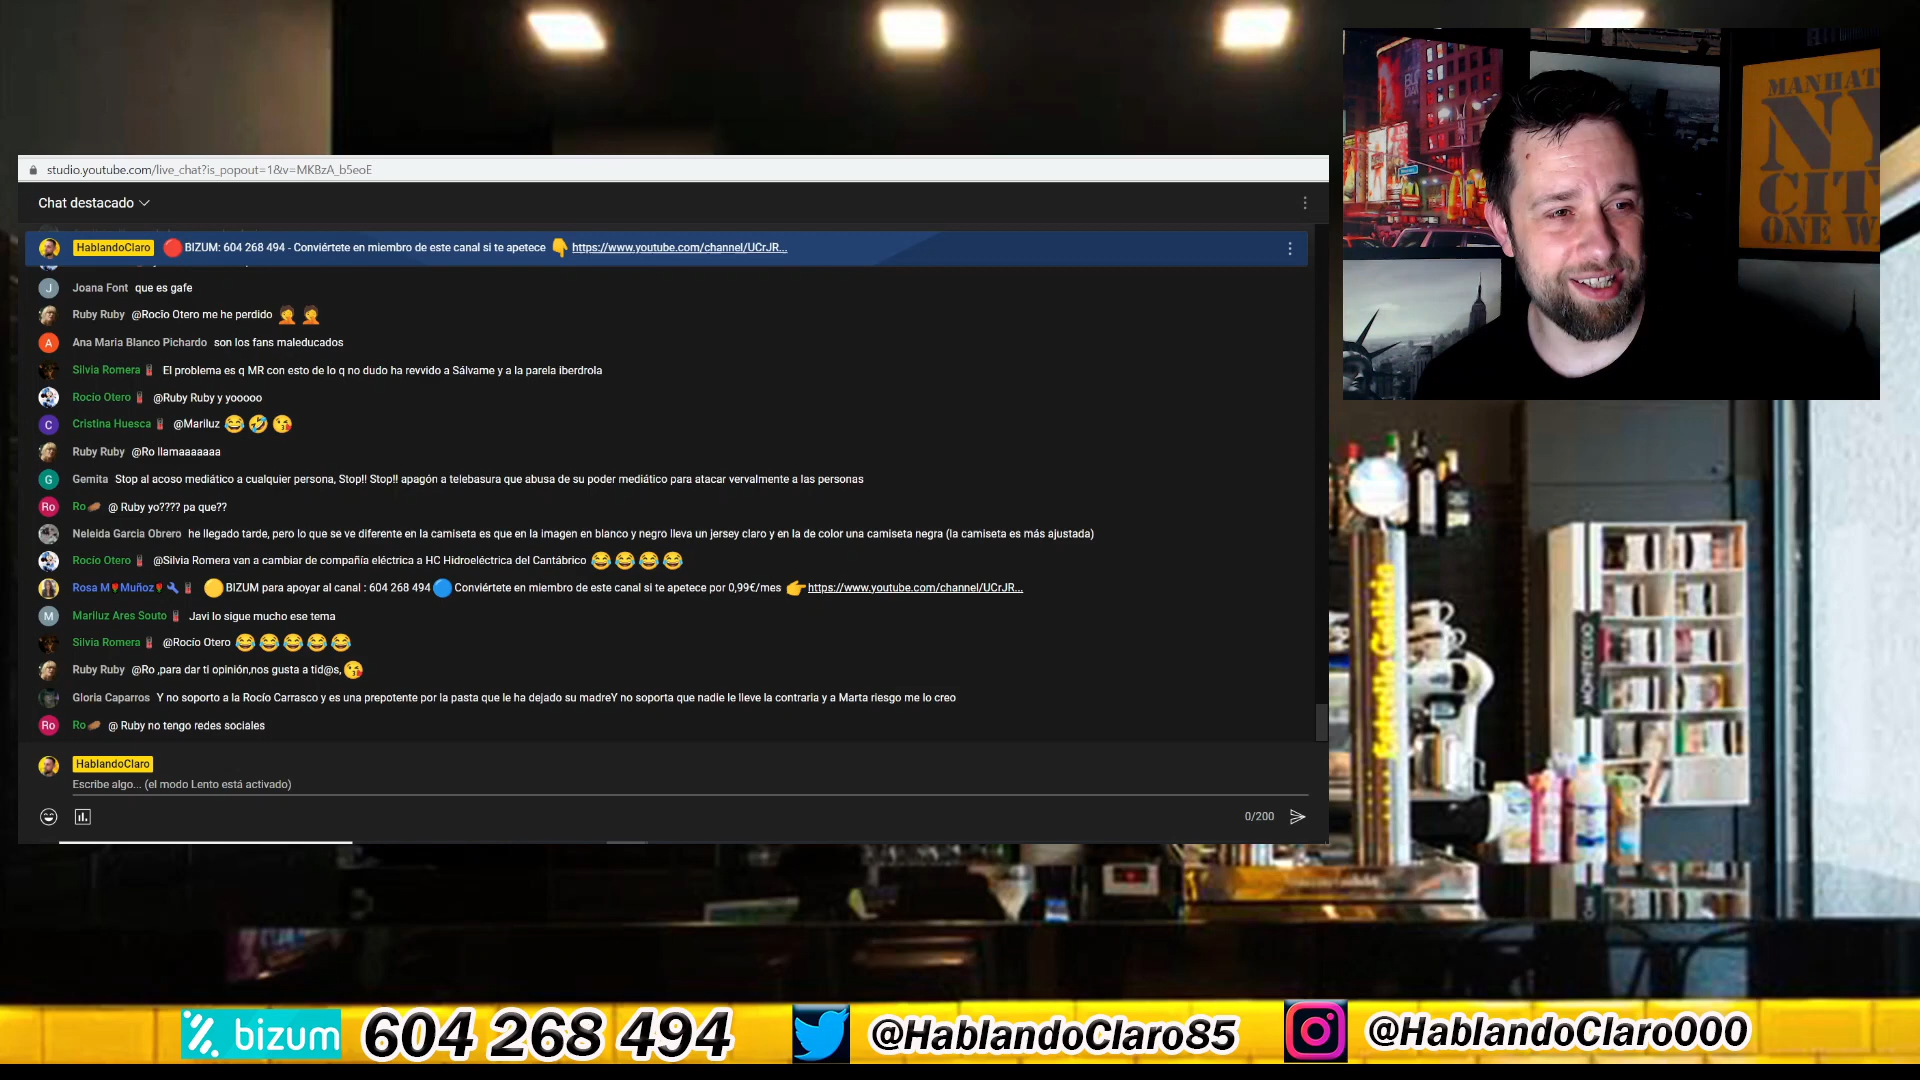 studio.youtube.com/live_chat?is_popout=1&v=MKBzA_b5eoE
Chat destacado
HablandoClaro 🔴BIZUM: 604 268 494 - Conviértete en miembro de este canal si te apetece 👇 https://www.youtube.com/channel/UCrJR...
Joana Font que es gafe
Ruby Ruby @Rocío Otero me he perdido 🤦 🤦
Ana Maria Blanco Pichardo son los fans maleducados
Silvia Romera El problema es q MR con esto de lo q no dudo ha revvido a Sálvame y a la parela iberdrola
Rocío Otero @Ruby Ruby y yooooo
Cristina Huesca @Mariluz 😂 🤣 😘
Ruby Ruby @Ro llamaaaaaaa
Gemita Stop al acoso mediático a cualquier persona, Stop!! Stop!! apagón a telebasura que abusa de su poder mediático para atacar vervalmente a las personas
Ro🥔 @ Ruby yo???? pa que??
Neleida Garcia Obrero he llegado tarde, pero lo que se ve diferente en la camiseta es que en la imagen en blanco y negro lleva un jersey claro y en la de color una camiseta negra (la camiseta es más ajustada)
Rocío Otero @Silvia Romera van a cambiar de compañía eléctrica a HC Hidroeléctrica del Cantábrico 😂 😂 😂 😂
Rosa M🌹Muñoz🌹 🟡BIZUM para apoyar al canal : 604 268 494🔵Conviértete en miembro de este canal si te apetece por 0,99€/mes 👉https://www.youtube.com/channel/UCrJR...
Mariluz Ares Souto Javi lo sigue mucho ese tema
Silvia Romera @Rocío Otero 😂 😂 😂 😂 😂
Ruby Ruby @Ro ,para dar ti opinión,nos gusta a tid@s,😘
Gloria Caparros Y no soporto a la Rocío Carrasco y es una prepotente por la pasta que le ha dejado su madreY no soporta que nadie le lleve la contraria y a Marta riesgo me lo creo
Ro🥔 @ Ruby no tengo redes sociales
HablandoClaro
Escribe algo... (el modo Lento está activado)
0/200
MANHAT
NY
CIT
ONE W
Estrella Galicia
MONTECELO
bizum 604 268 494
@HablandoClaro85
@HablandoClaro000